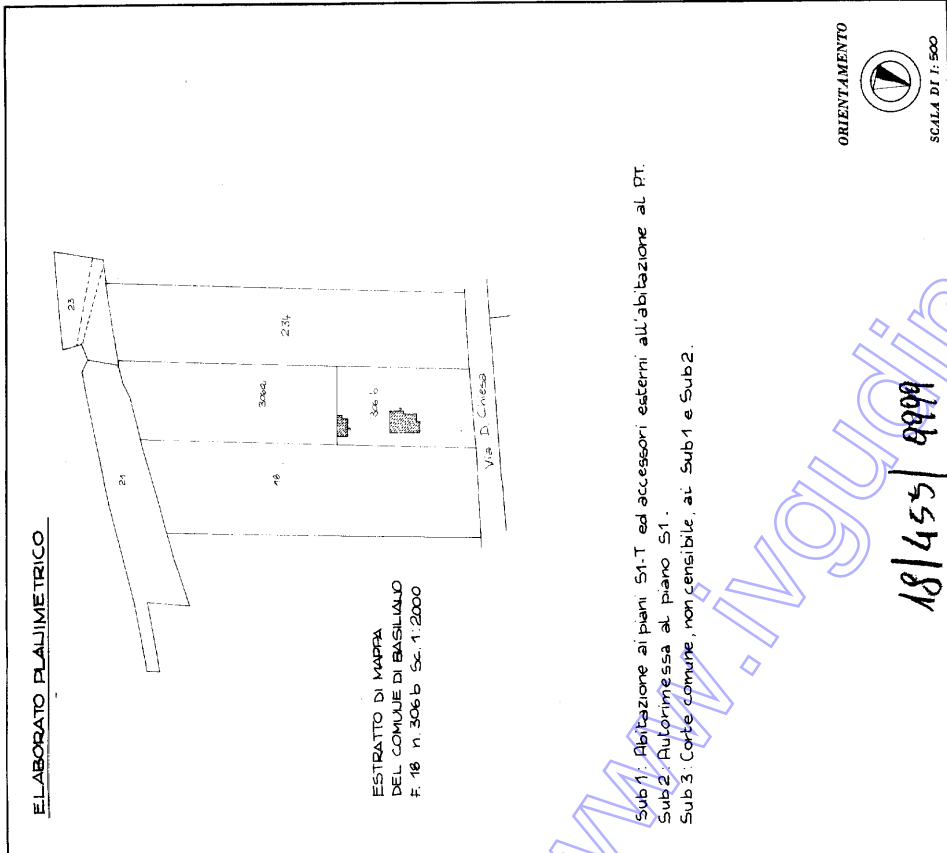 ELABORATO PLANIMETRICO
23
21
306a
234
18
306 b
Via D. Chiesa
ESTRATTO DI MAPPA
DEL COMUNE DI BASILIANO
F. 18 n. 306b Sc. 1:2000
Sub 1: Abitazione ai piani S1-T ed accessori esterni all'abitazione al P.T.
Sub 2: Autorimessa al piano S1.
Sub 3: Corte comune, non censibile, ai Sub 1 e Sub 2.
ORIENTAMENTO
SCALA DI 1:500
18/455/ 9999
www.ivgudin